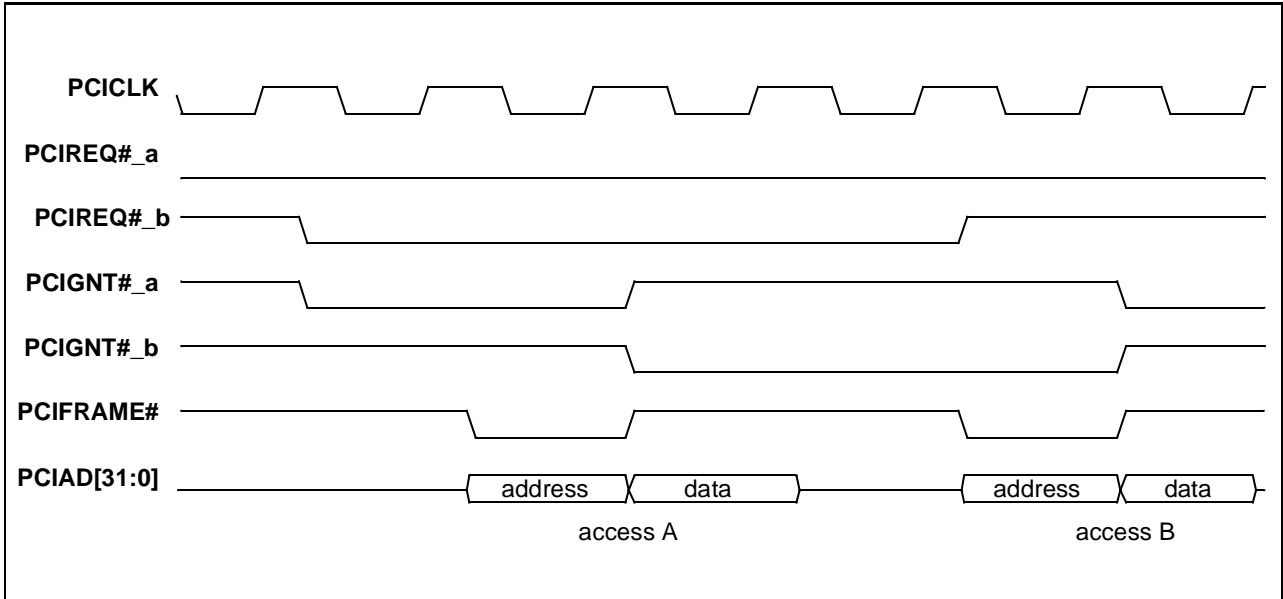 PCICLK
PCIREQ#_a
PCIREQ#_b
PCIGNT#_a
PCIGNT#_b
PCIFRAME#
PCIAD[31:0] address data address data
access A access B